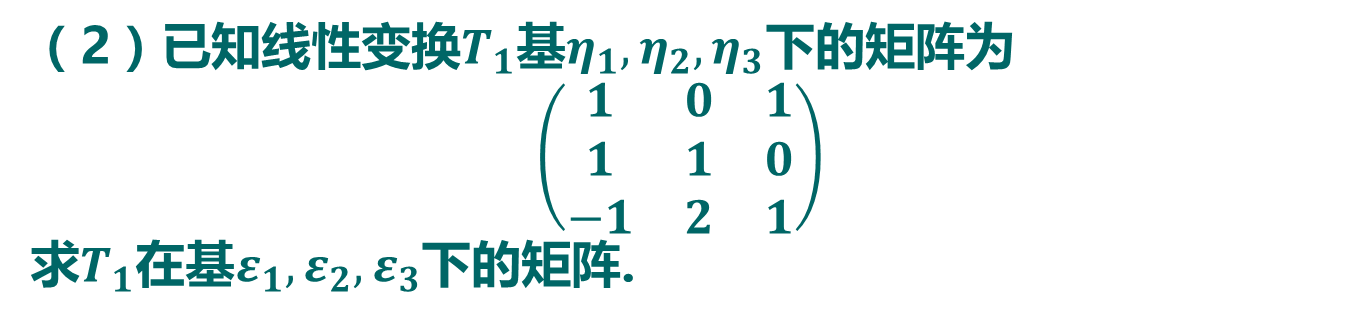 （2）已知线性变换T₁基η₁, η₂, η₃下的矩阵为
1 0 1
1 1 0
−1 2 1
求T₁在基ε₁, ε₂, ε₃下的矩阵.